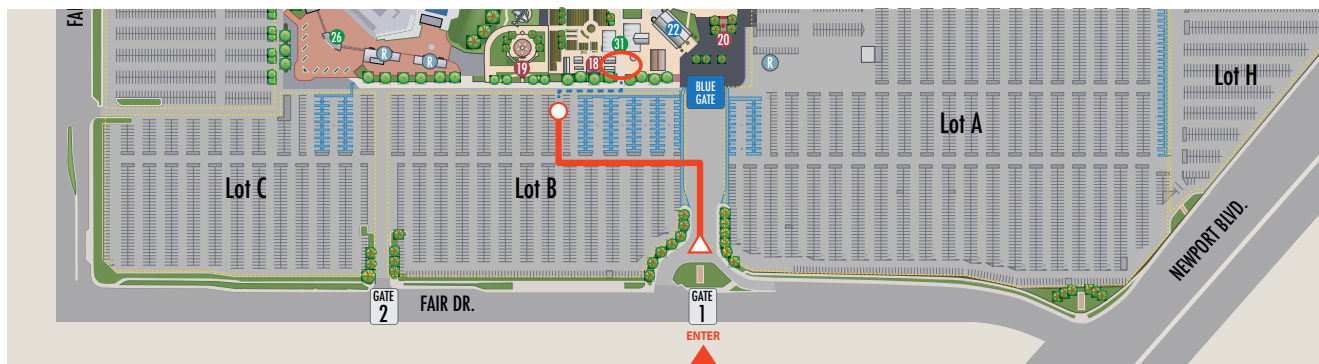 FAI
26
R
R
19
31
18
22
20
R
BLUE
GATE
Lot H
Lot A
Lot C
Lot B
NEWPORT BLVD.
GATE
2
FAIR DR.
GATE
1
ENTER